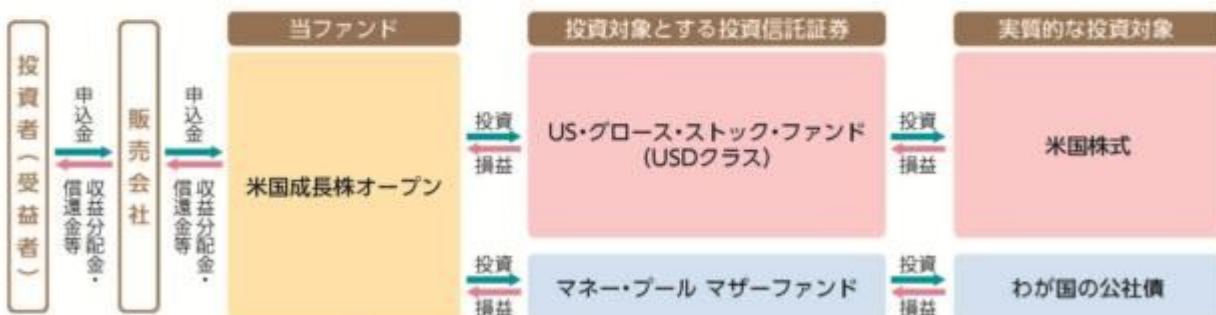 投資者(受益者)
申込金
収益分配金・
償還金等
販売会社
申込金
収益分配金・
償還金等
当ファンド
米国成長株オープン
投資
損益
投資
損益
投資対象とする投資信託証券
US・グロース・ストック・ファンド
(USDクラス)
マネー・プール マザーファンド
投資
損益
投資
損益
実質的な投資対象
米国株式
わが国の公社債